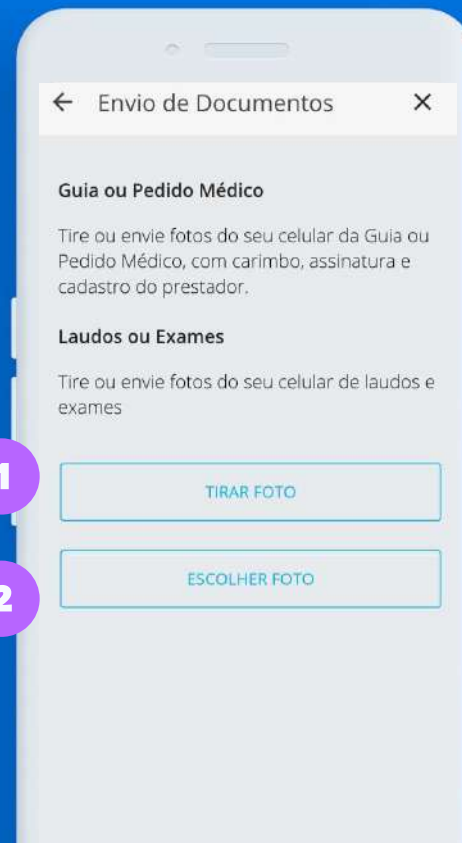 Envio de Documentos
Guia ou Pedido Médico
Tire ou envie fotos do seu celular da Guia ou
Pedido Médico, com carimbo, assinatura e
cadastro do prestador.
Laudos ou Exames
Tire ou envie fotos do seu celular de laudos e
exames
1
TIRAR FOTO
2
ESCOLHER FOTO